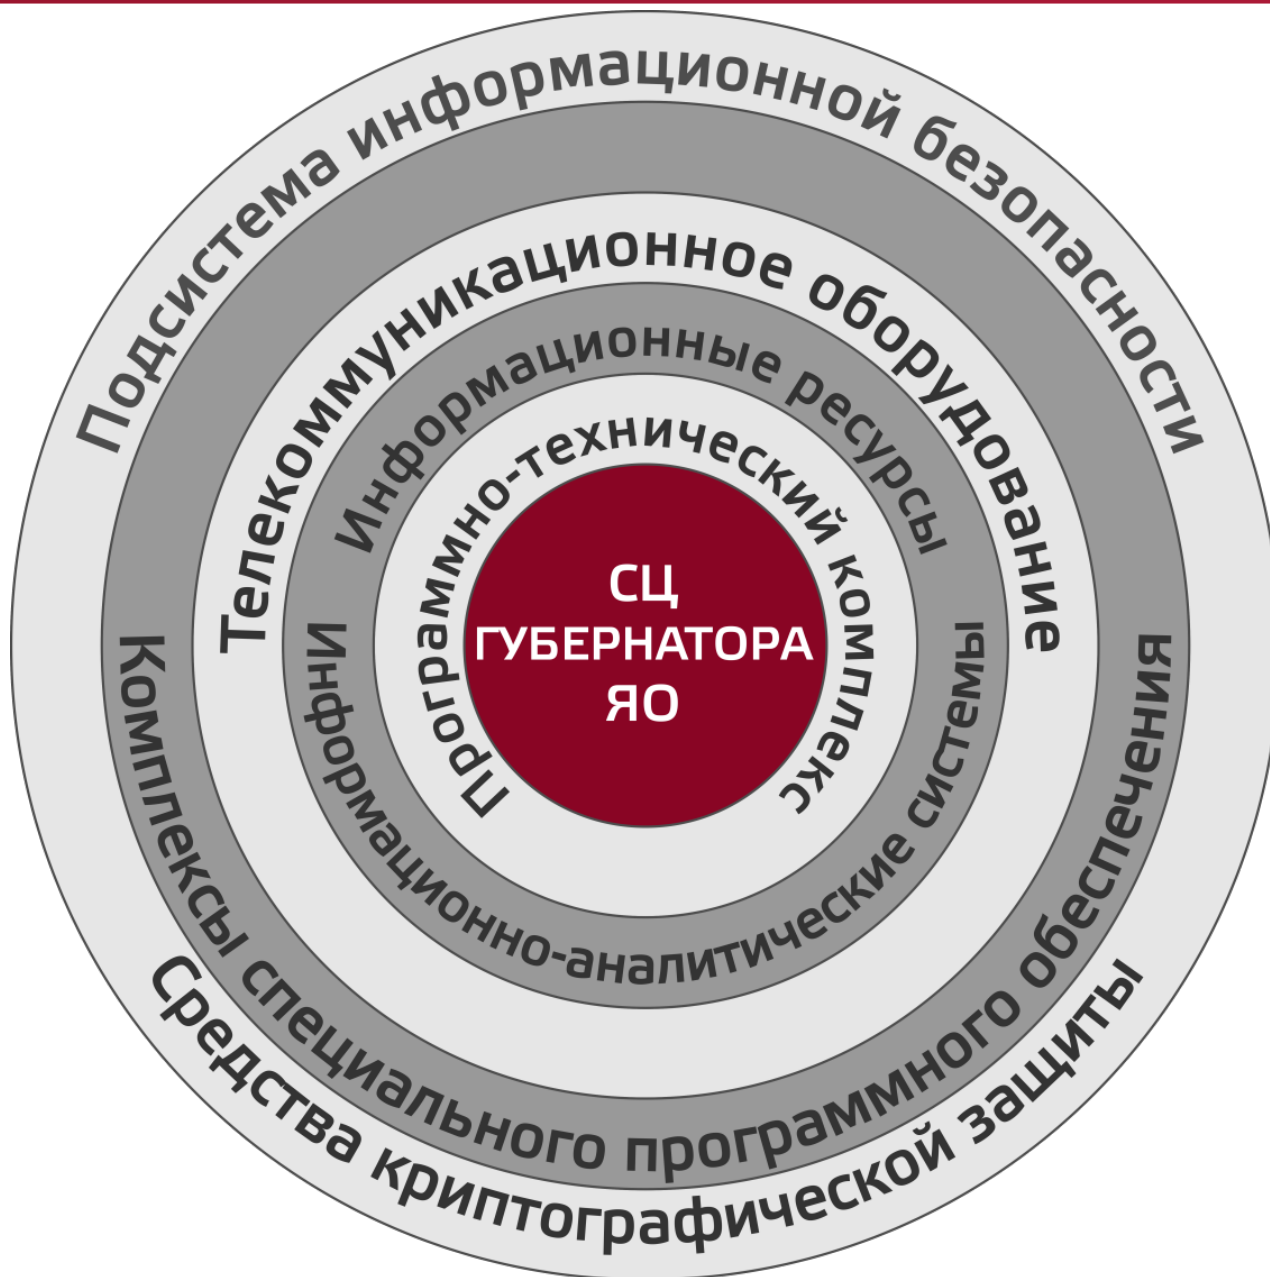 Подсистема информационной безопасности
Телекоммуникационное оборудование
Информационные ресурсы
Программно-технический комплекс
СЦ
ГУБЕРНАТОРА
ЯО
Информационно-аналитические системы
Комплексы специального программного обеспечения
Средства криптографической защиты